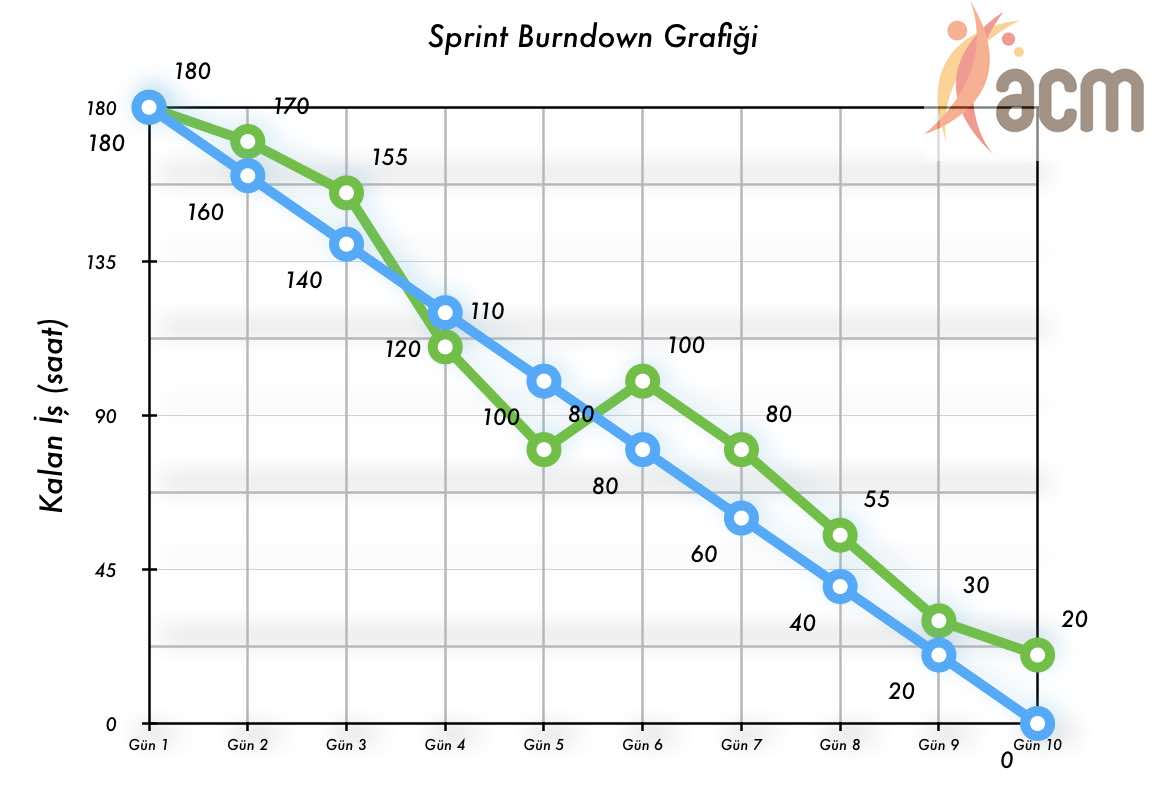 Sprint Burndown Grafiği
acm
180
180
170
180
155
160
140
135
110
120
100
100
80
90
80
80
55
60
45
40
30
20
20
0
0
Gün 1
Gün 2
Gün 3
Gün 4
Gün 5
Gün 6
Gün 7
Gün 8
Gün 9
Gün 10
Kalan İş (saat)